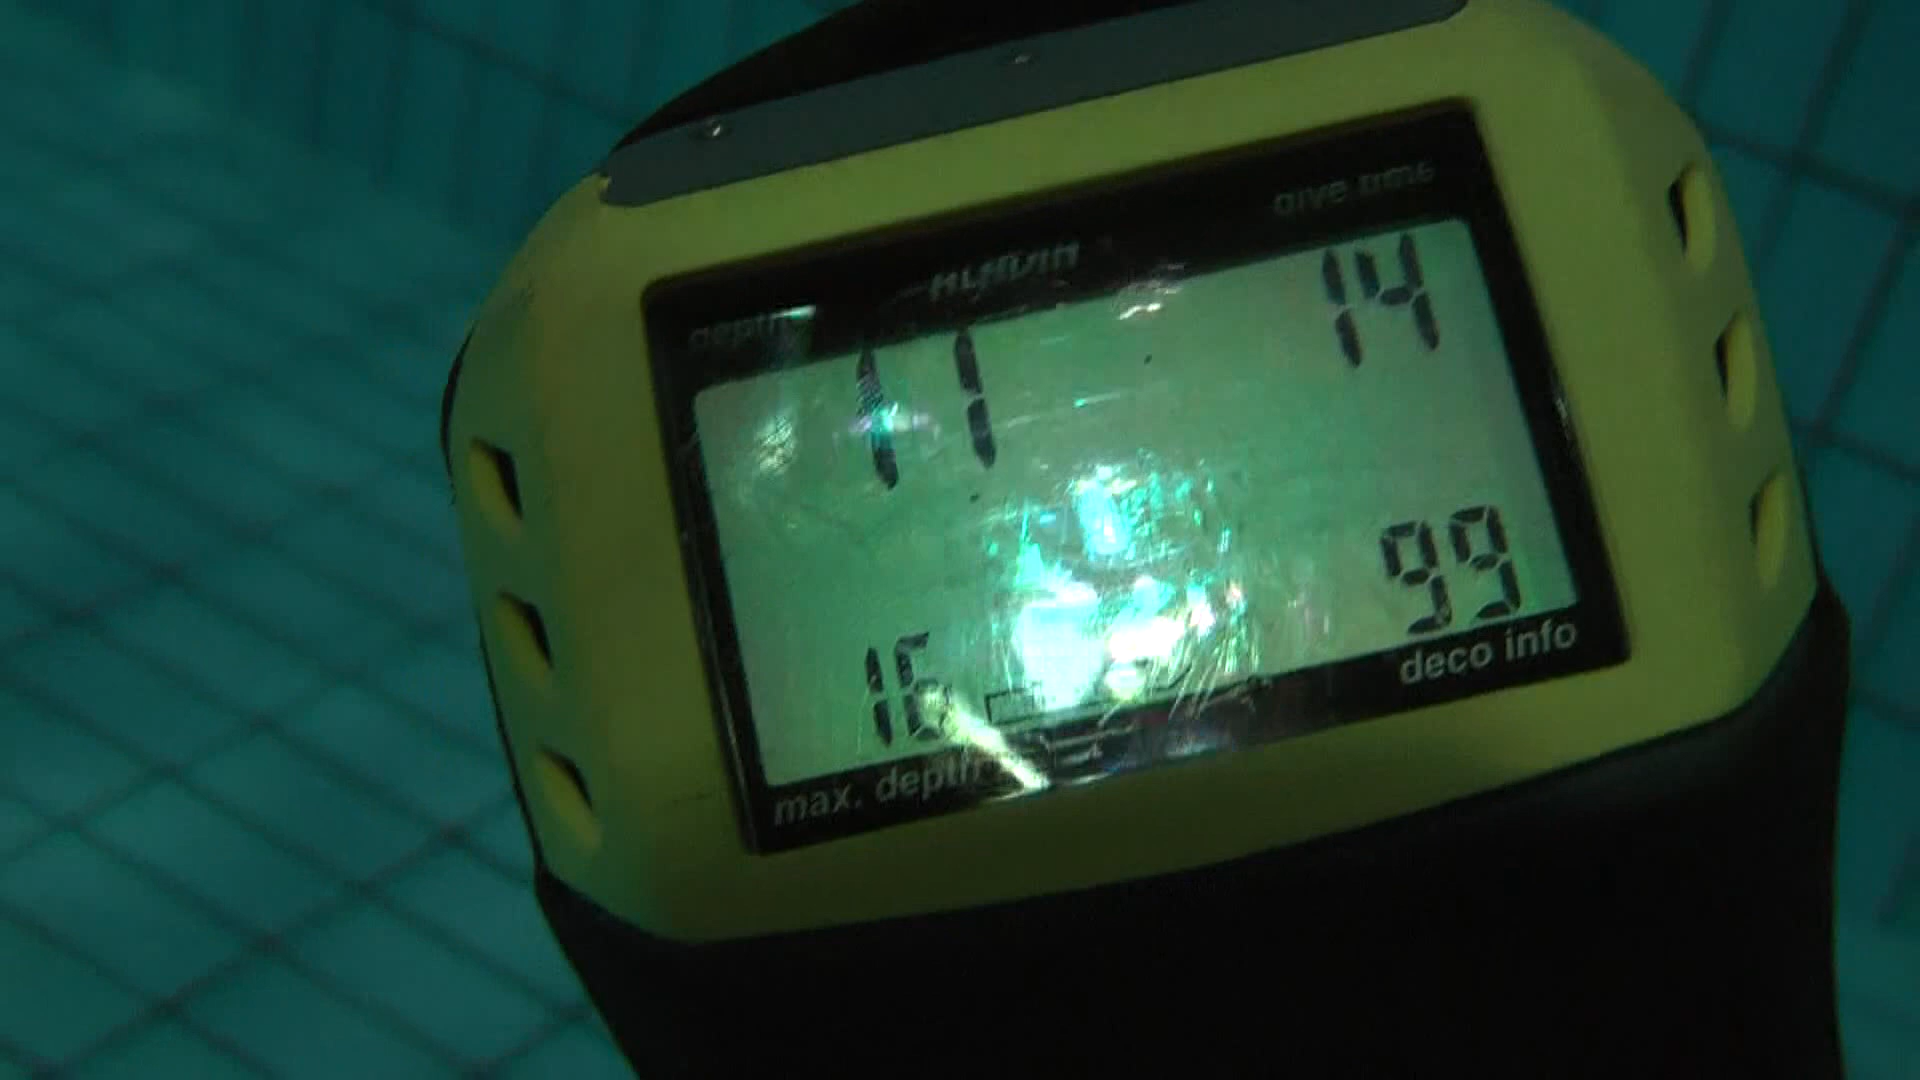 dive time
depth
14
11
99
16
deco info
max. depth